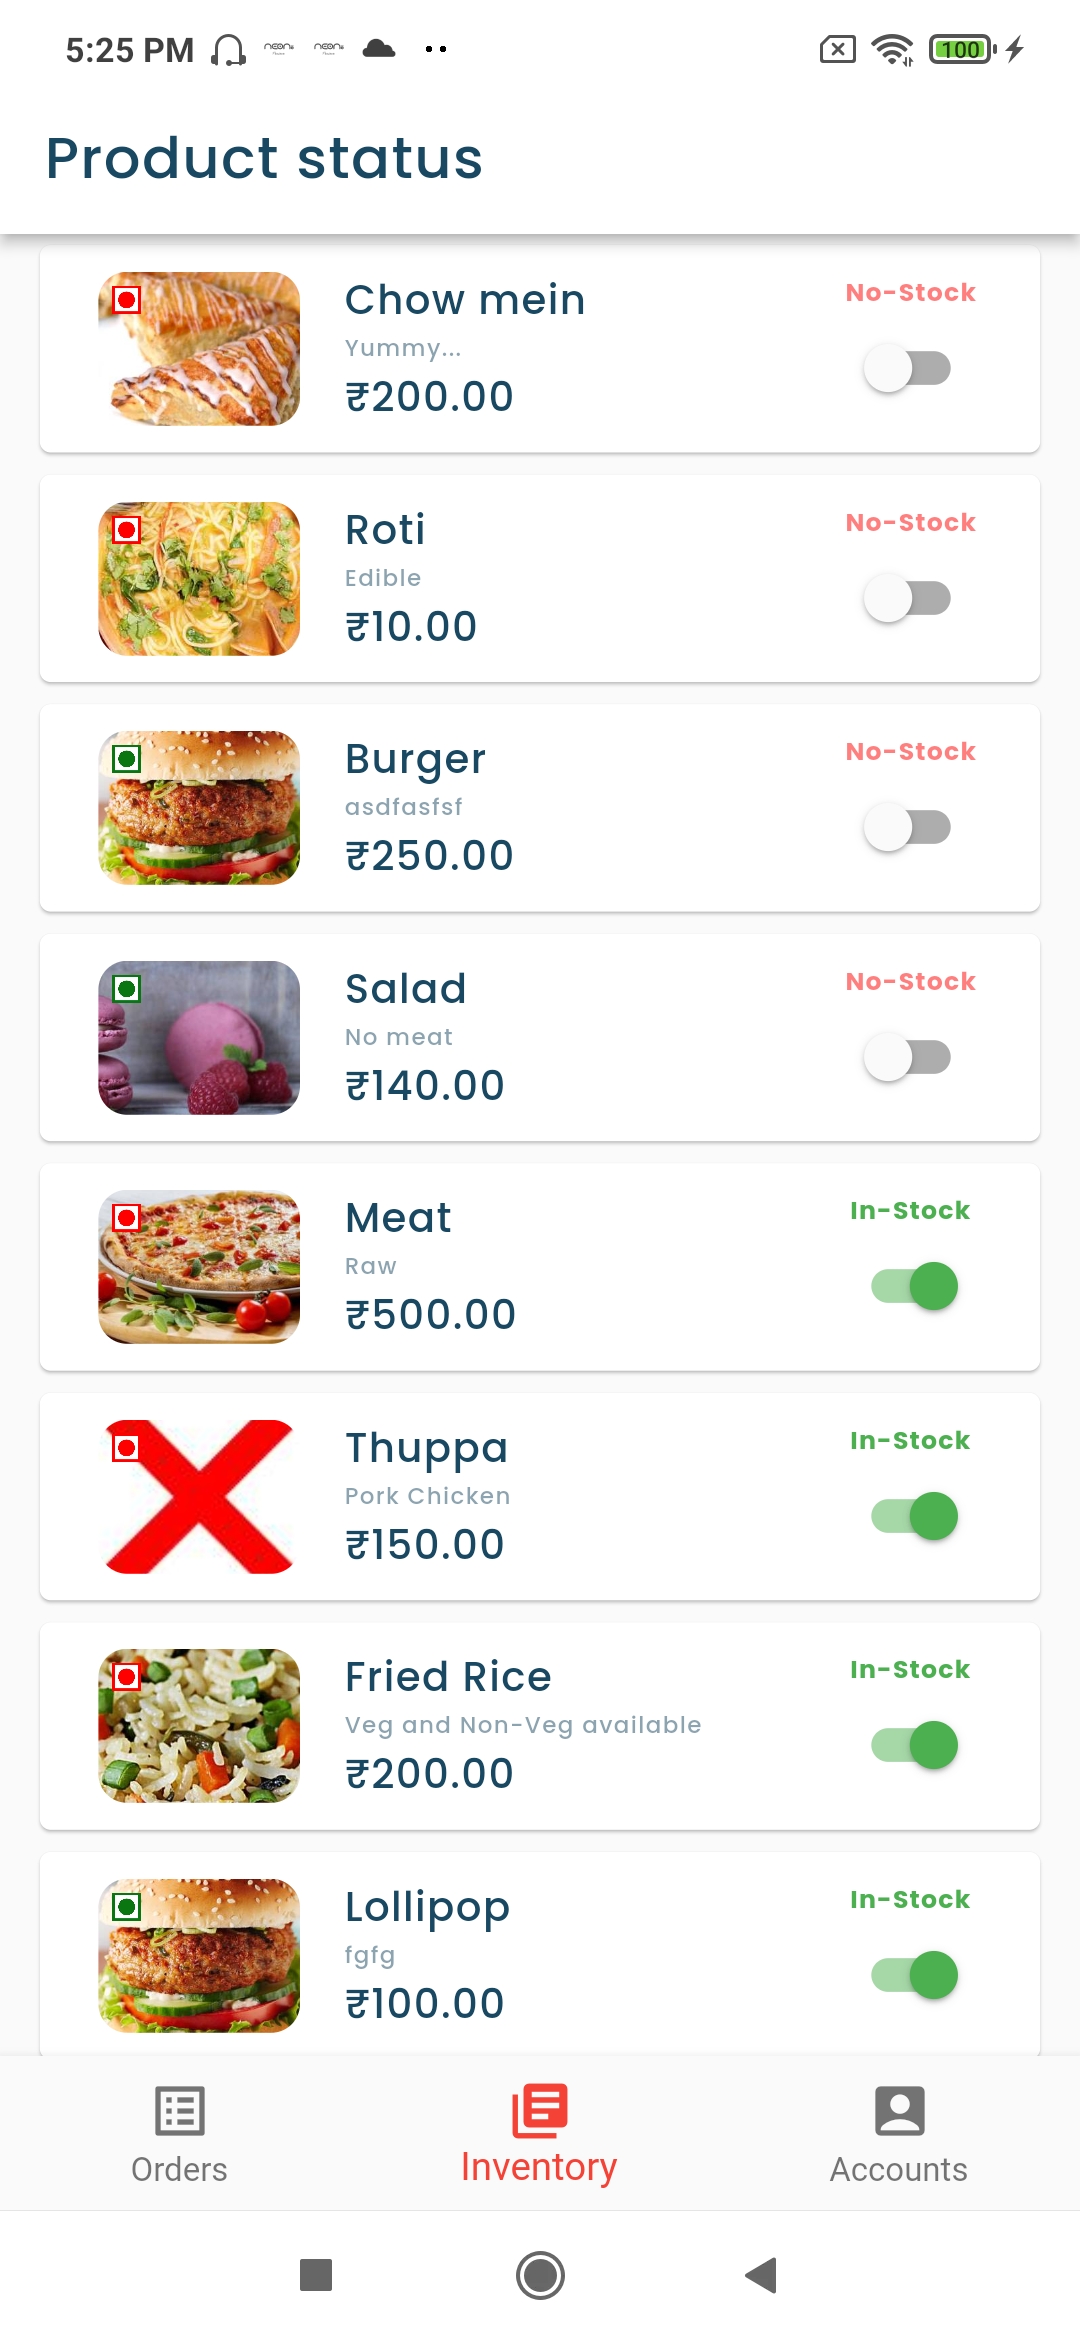 5:25 PM
100
Product status
Chow mein
No-Stock
Yummy...
₹200.00
Roti
No-Stock
Edible
₹10.00
Burger
No-Stock
asdfasfsf
₹250.00
Salad
No-Stock
No meat
₹140.00
Meat
In-Stock
Raw
₹500.00
Thuppa
In-Stock
Pork Chicken
₹150.00
Fried Rice
In-Stock
Veg and Non-Veg available
₹200.00
Lollipop
In-Stock
fgfg
₹100.00
Orders
Inventory
Accounts